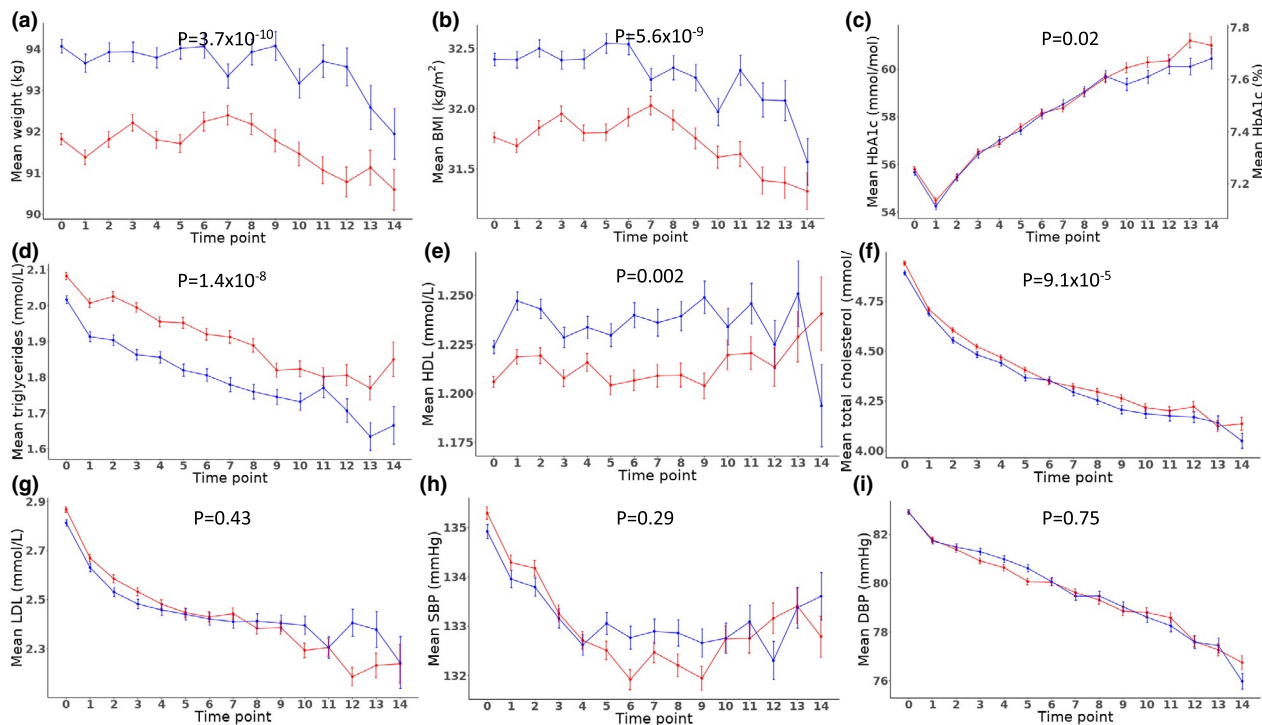 (a)
P=3.7x10-10
Mean weight (kg)
94
93
92
91
90
0 1 2 3 4 5 6 7 8 9 10 11 12 13 14
Time point
(b)
P=5.6x10-9
Mean BMI (kg/m2)
32.5
32.0
31.5
0 1 2 3 4 5 6 7 8 9 10 11 12 13 14
Time point
(c)
P=0.02
Mean HbA1c (mmol/mol)
60
58
56
54
7.8
7.6
7.4
7.2
Mean HbA1c (%)
0 1 2 3 4 5 6 7 8 9 10 11 12 13 14
Time point
(d)
P=1.4x10-8
Mean triglycerides (mmol/L)
2.1
2.0
1.9
1.8
1.7
1.6
0 1 2 3 4 5 6 7 8 9 10 11 12 13 14
Time point
(e)
P=0.002
Mean HDL (mmol/L)
1.250
1.225
1.200
1.175
0 1 2 3 4 5 6 7 8 9 10 11 12 13 14
Time point
(f)
P=9.1x10-5
Mean total cholesterol (mmol/
4.75
4.50
4.25
4.00
0 1 2 3 4 5 6 7 8 9 10 11 12 13 14
Time point
(g)
P=0.43
Mean LDL (mmol/L)
2.9
2.7
2.5
2.3
0 1 2 3 4 5 6 7 8 9 10 11 12 13 14
Time point
(h)
P=0.29
Mean SBP (mmHg)
135
134
133
132
0 1 2 3 4 5 6 7 8 9 10 11 12 13 14
Time point
(i)
P=0.75
Mean DBP (mmHg)
82
80
78
76
0 1 2 3 4 5 6 7 8 9 10 11 12 13 14
Time point